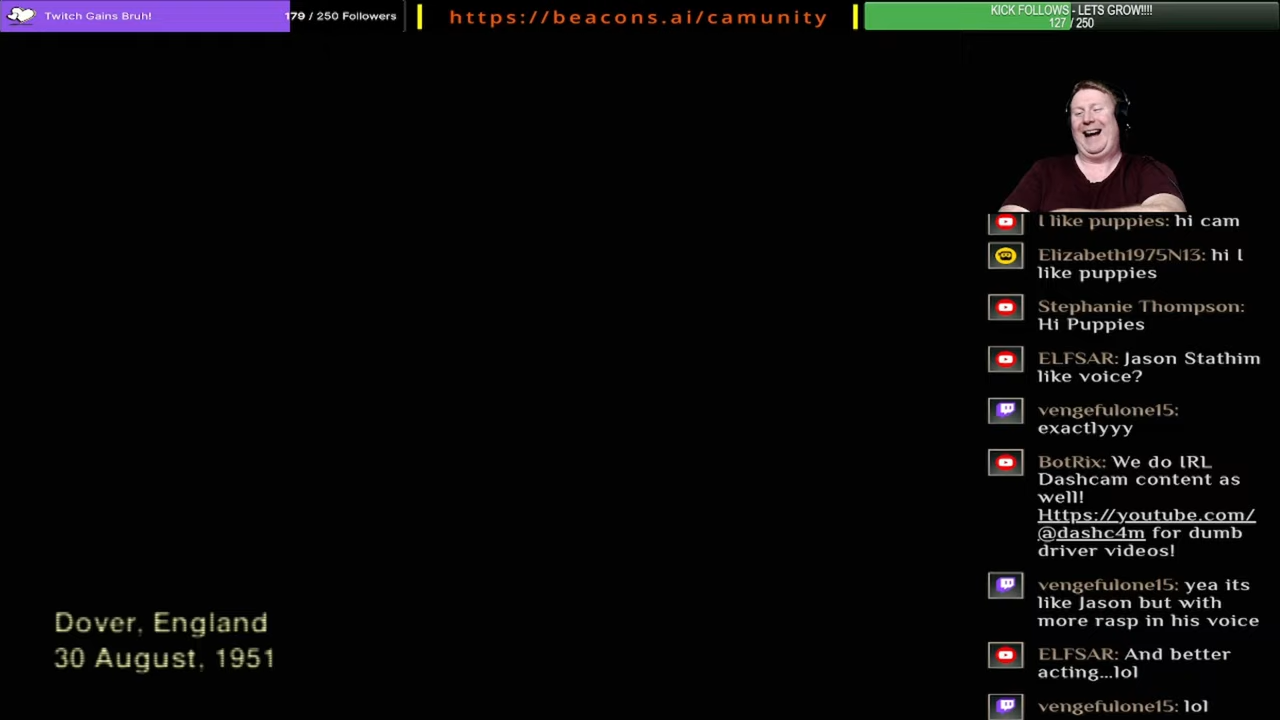 Twitch Gains Bruh!
179 / 250 Followers
https://beacons.ai/camunity
KICK FOLLOWS - LETS GROW!!!!
127 / 250
I like puppies: hi cam
Elizabeth1975N13: hi I
like puppies
Stephanie Thompson:
Hi Puppies
ELFSAR: Jason Stathim
like voice?
vengefulone15:
exactlyyy
BotRix: We do IRL
Dashcam content as
well!
Https://youtube.com/
@dashc4m for dumb
driver videos!
vengefulone15: yea its
like Jason but with
more rasp in his voice
ELFSAR: And better
acting...lol
vengefulone15: lol
Dover, England
30 August, 1951